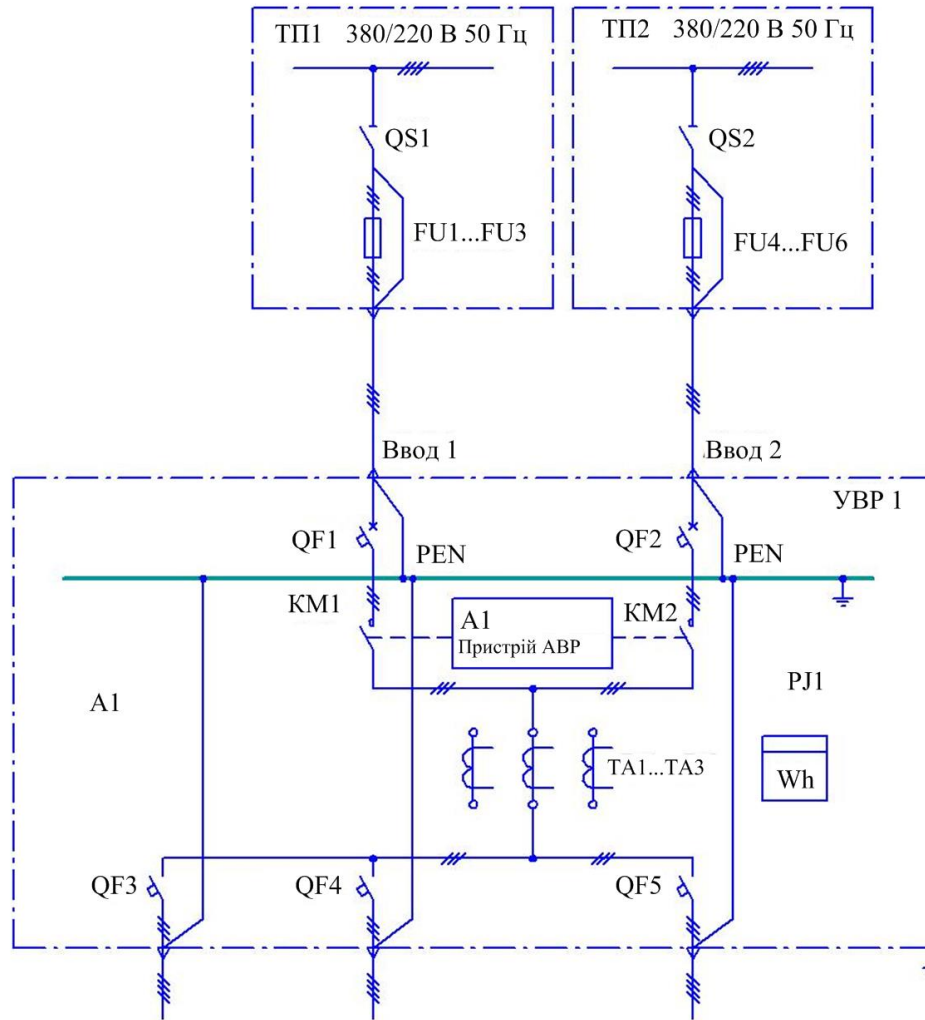 ТП1 380/220 В 50 Гц
ТП2 380/220 В 50 Гц
QS1
QS2
FU1...FU3
FU4...FU6
Ввод 1
Ввод 2
УВР 1
QF1
QF2
PEN
PEN
КМ1
КМ2
А1
Пристрій АВР
А1
PJ1
ТА1...ТА3
Wh
QF3
QF4
QF5